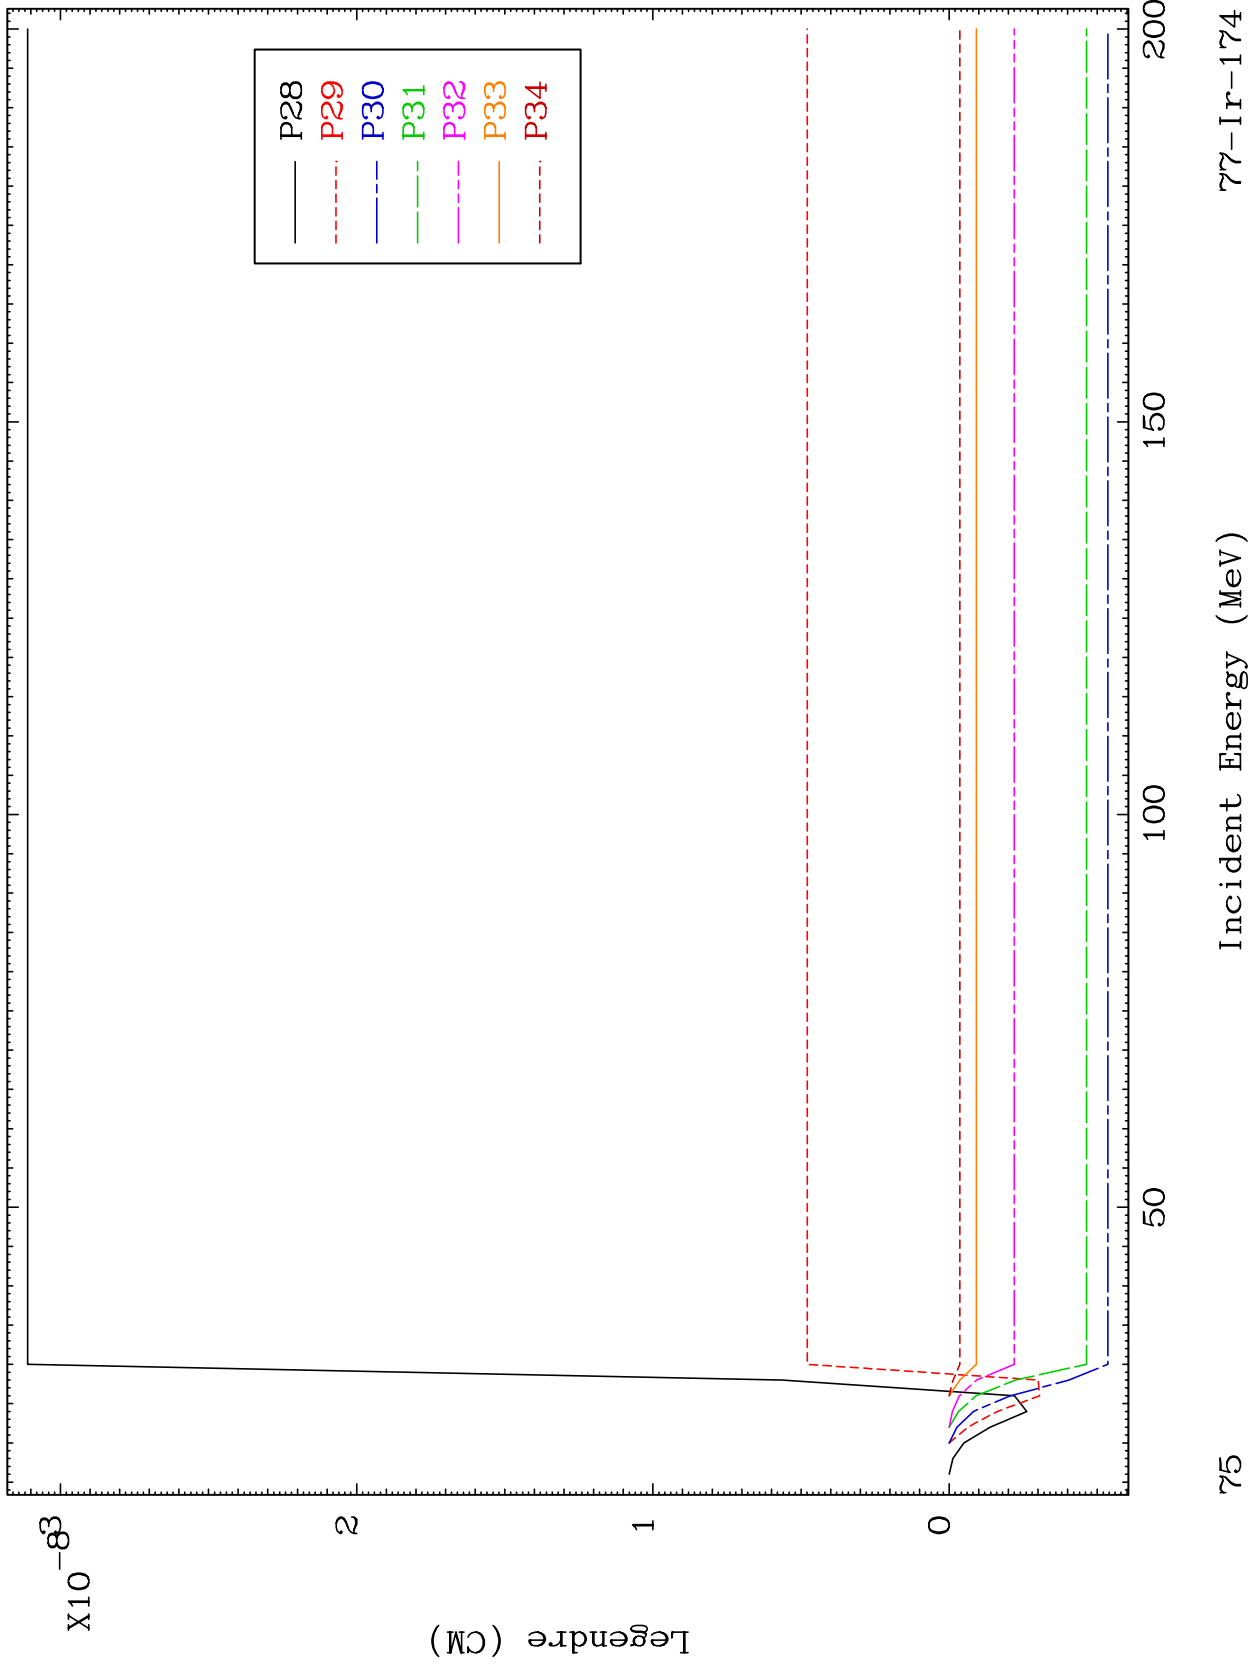 X10
-8
3
2
1
0
Legendre (CM)
P28
P29
P30
P31
P32
P33
P34
50
100
150
200
75
Incident Energy (MeV)
77-Ir-174